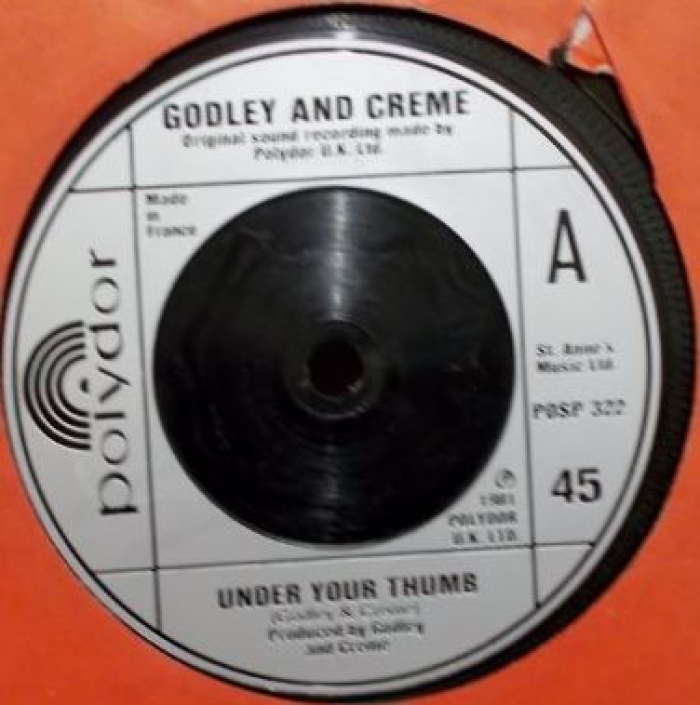 GODLEY AND CREME
Original sound recording made by
Polydor U.K. Ltd.
Made
in
France
A
polydor
St. Anne's
Music Ltd.
POSP 322
45
℗
1981
POLYDOR
U.K. LTD.
UNDER YOUR THUMB
(Godley & Creme)
Produced by Godley
and Creme